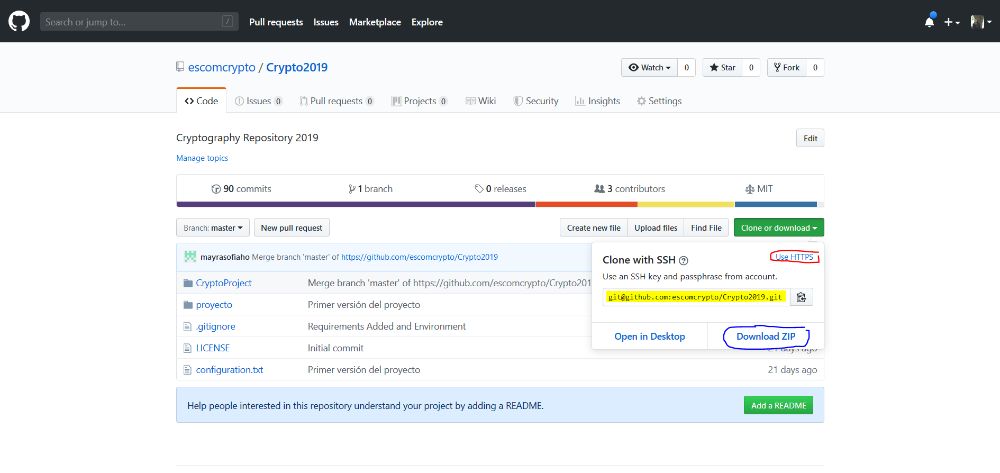 Search or jump to... /
Pull requests Issues Marketplace Explore
escomcrypto / Crypto2019
Watch 0 Star 0 Fork 0
Code Issues 0 Pull requests 0 Projects 0 Wiki Security Insights Settings
Cryptography Repository 2019 Edit
Manage topics
90 commits 1 branch 0 releases 3 contributors MIT
Branch: master New pull request Create new file Upload files Find File Clone or download
mayrasofiaho Merge branch 'master' of https://github.com/escomcrypto/Crypto2019
CryptoProject Merge branch 'master' of https://github.com/escomcrypto/Crypto201
proyecto Primer versión del proyecto
.gitignore Requirements Added and Environment
LICENSE Initial commit 21 days ago
configuration.txt Primer versión del proyecto 21 days ago
Clone with SSH ? Use HTTPS
Use an SSH key and passphrase from account.
git@github.com:escomcrypto/Crypto2019.git
Open in Desktop Download ZIP
Help people interested in this repository understand your project by adding a README. Add a README